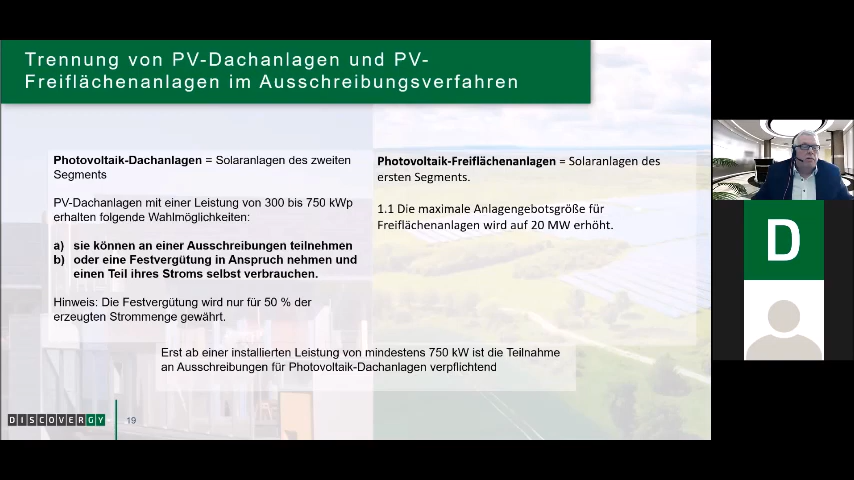 Trennung von PV-Dachanlagen und PV-
Freiflächenanlagen im Ausschreibungsverfahren
Photovoltaik-Dachanlagen = Solaranlagen des zweiten
Segments
PV-Dachanlagen mit einer Leistung von 300 bis 750 kWp
erhalten folgende Wahlmöglichkeiten:
a) sie können an einer Ausschreibungen teilnehmen
b) oder eine Festvergütung in Anspruch nehmen und
einen Teil ihres Stroms selbst verbrauchen.
Hinweis: Die Festvergütung wird nur für 50 % der
erzeugten Strommenge gewährt.
Photovoltaik-Freiflächenanlagen = Solaranlagen des
ersten Segments.
1.1 Die maximale Anlagengebotsgröße für
Freiflächenanlagen wird auf 20 MW erhöht.
Erst ab einer installierten Leistung von mindestens 750 kW ist die Teilnahme
an Ausschreibungen für Photovoltaik-Dachanlagen verpflichtend
DISCOVERGY
19
D